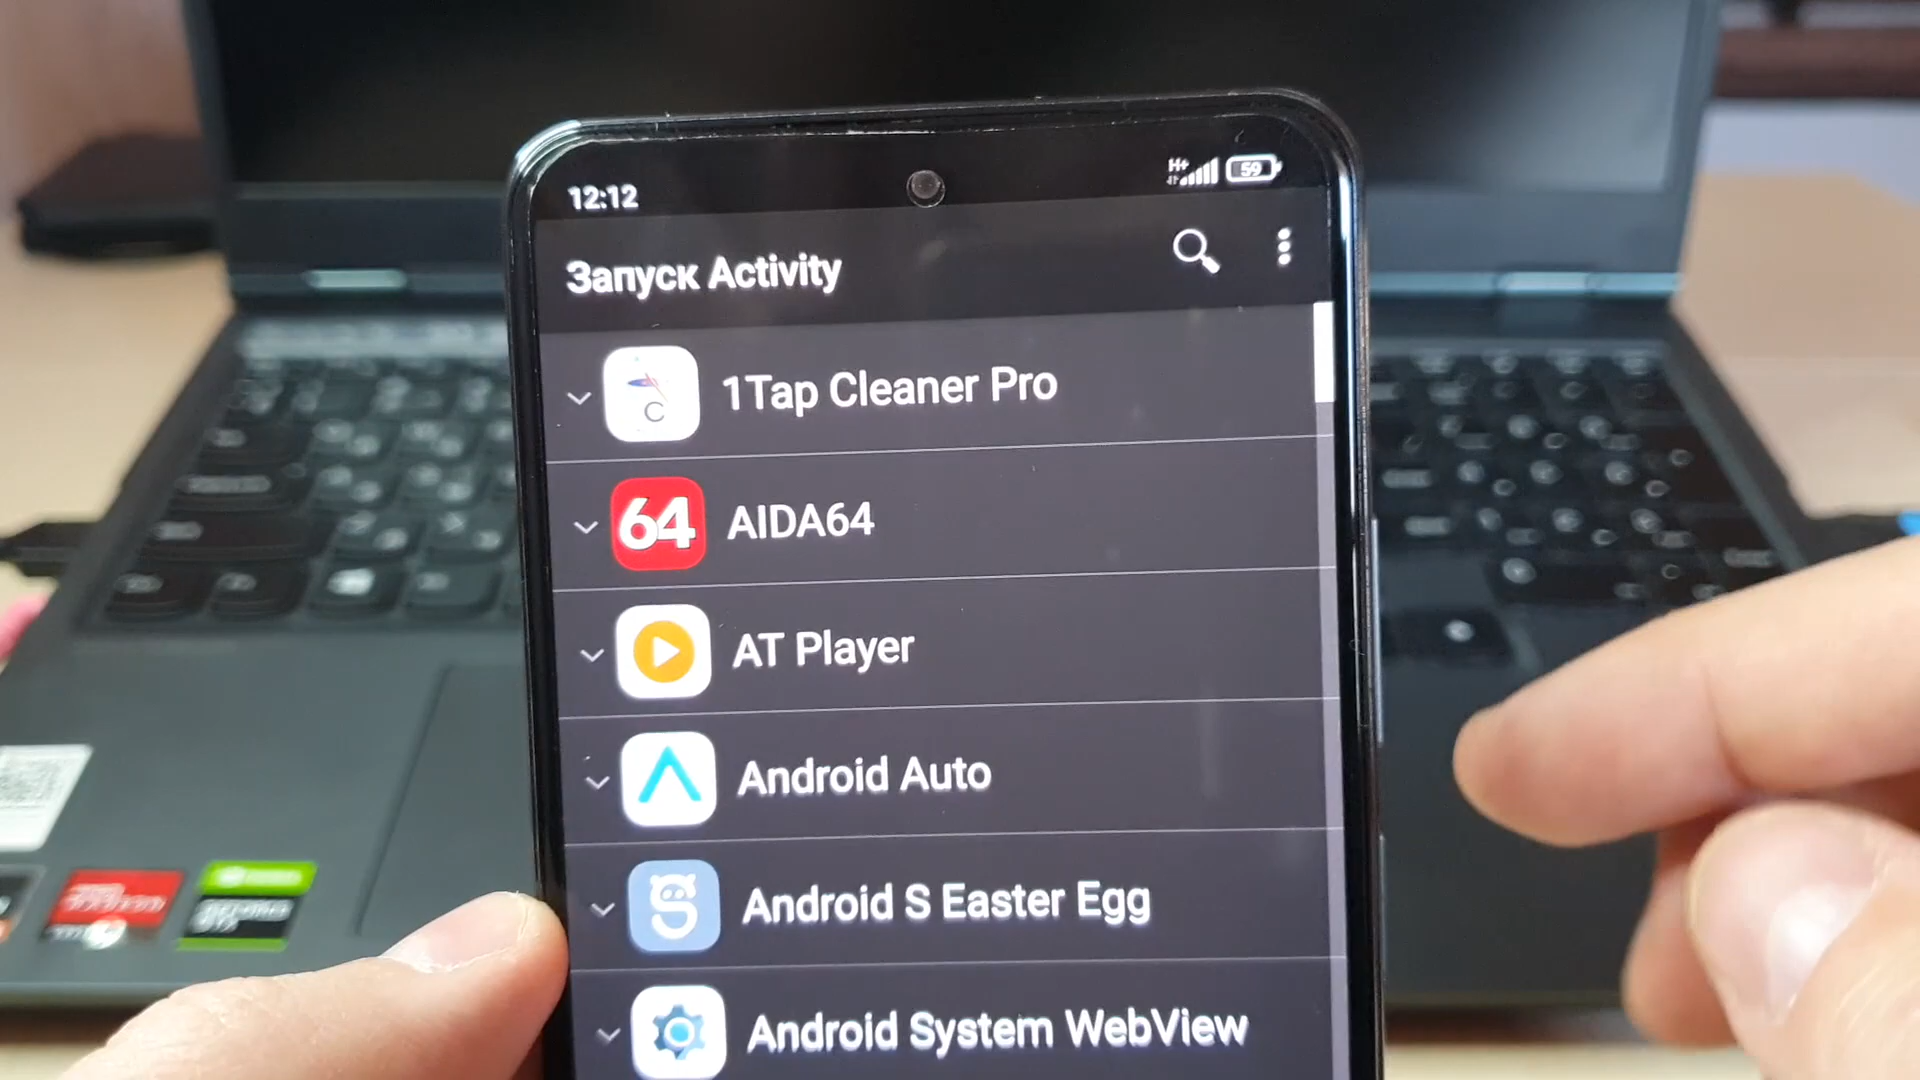 12:12
H+
59
Запуск Activity
1Tap Cleaner Pro
64
AIDA64
AT Player
Android Auto
Android S Easter Egg
Android System WebView